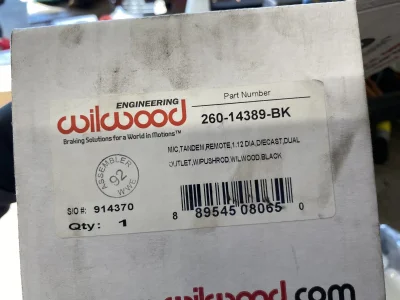 ENGINEERING
wilwood
Braking Solutions for a World in Motions™
Part Number
260-14389-BK
M/C,TANDEM,REMOTE,1.12 DIA,DIECAST,DUAL
OUTLET,W/PUSHROD,WILWOOD,BLACK
ASSEMBLER
92
WWE
S/O #: 914370
Qty: 1
8 89545 08065 0
wilwood.com